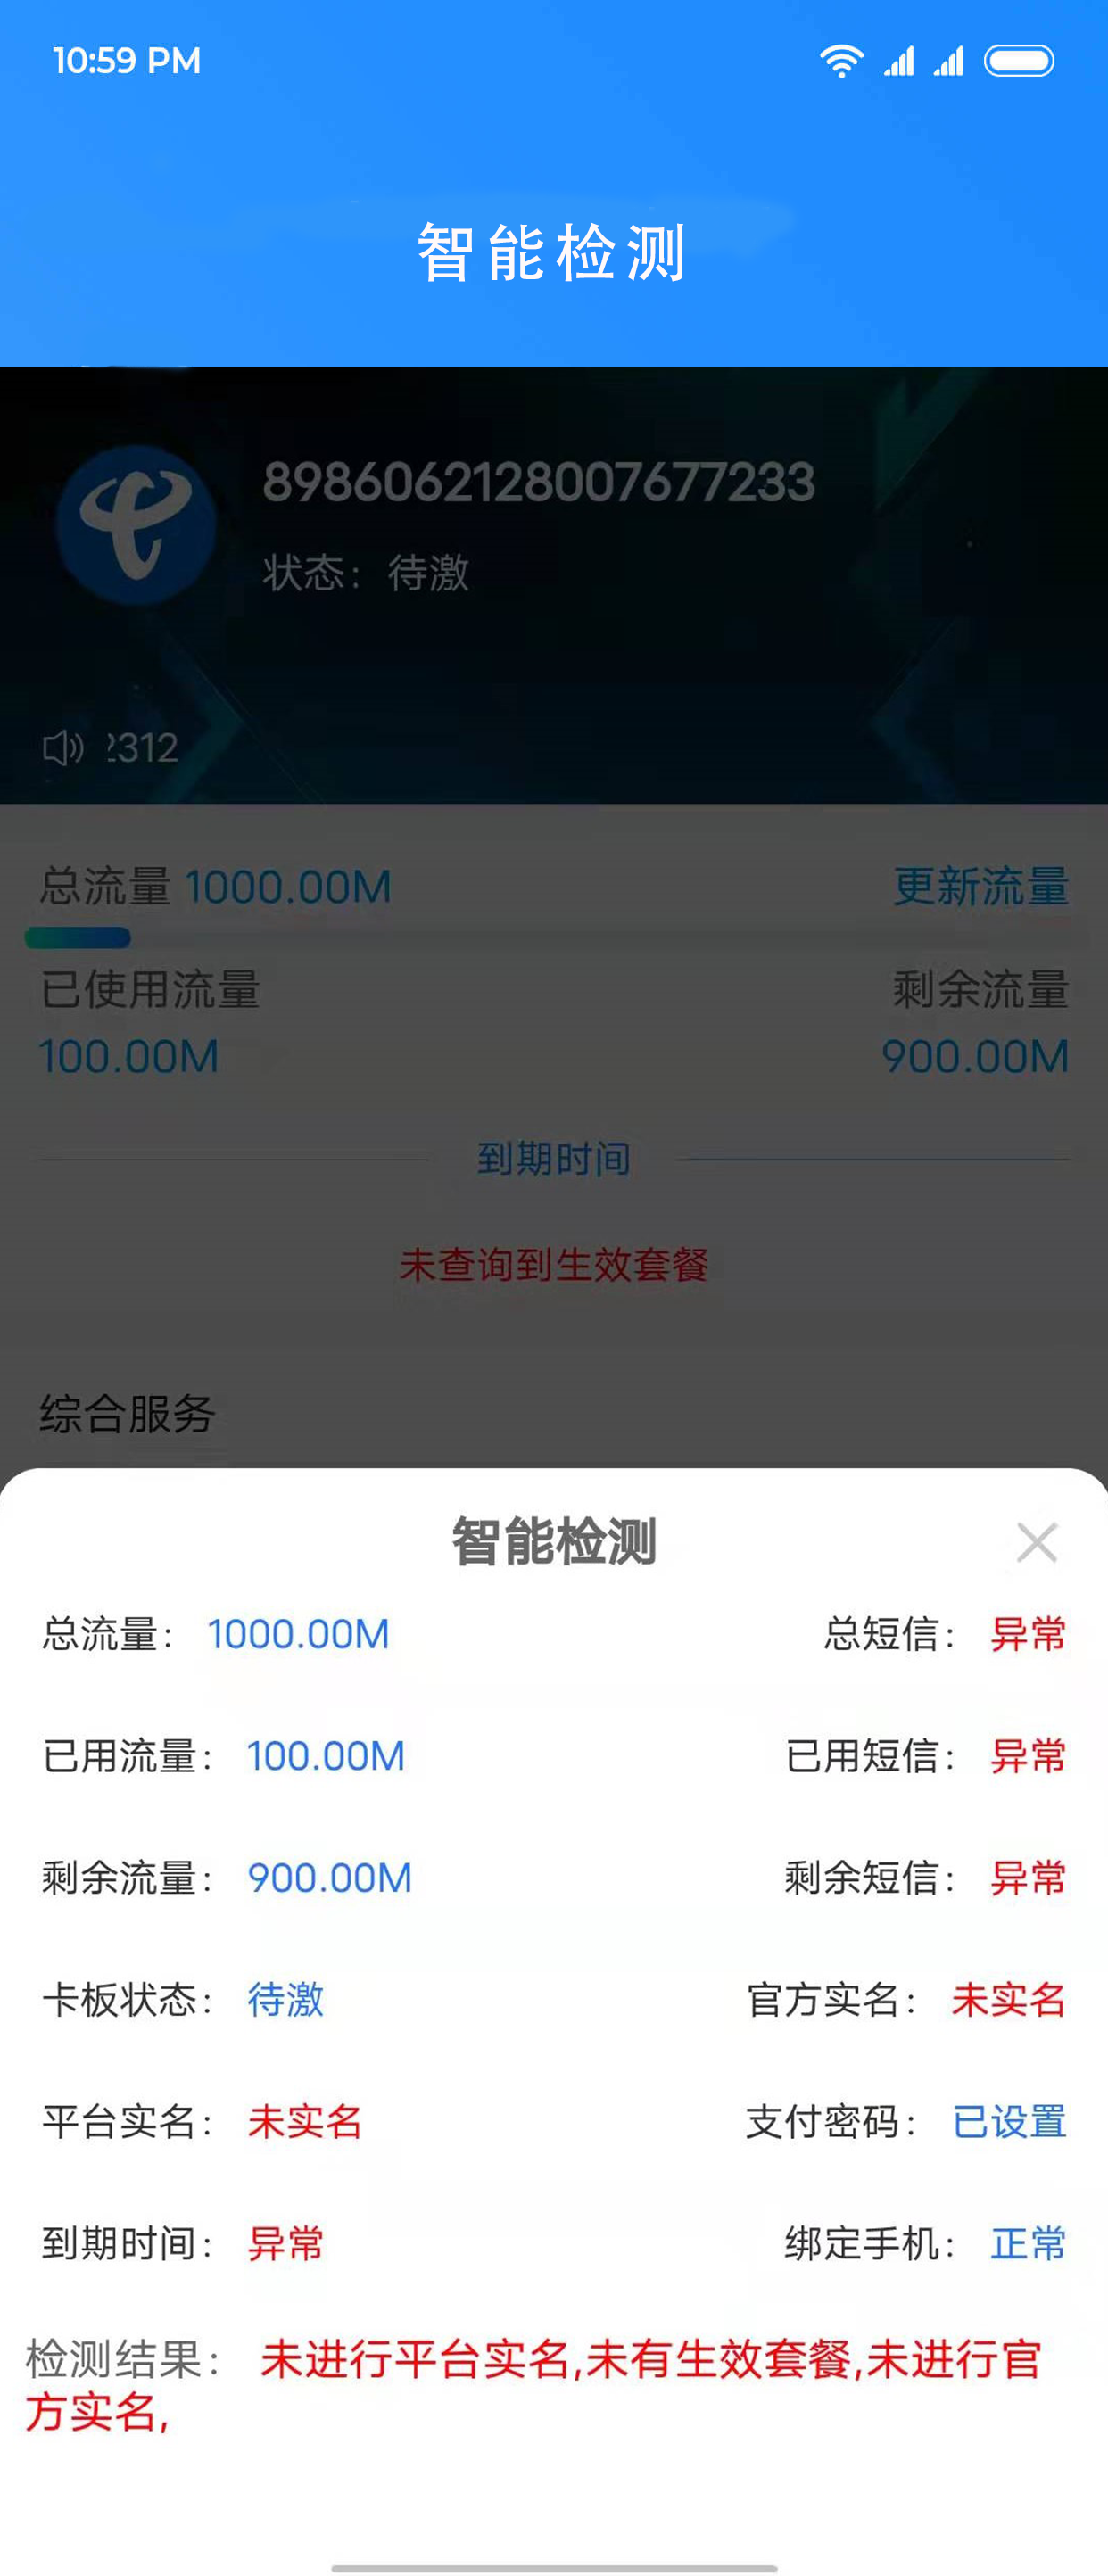 10:59 PM
智能检测
8986062128007677233
状态：待激
2312
总流量 1000.00M 更新流量
已使用流量 剩余流量
100.00M 900.00M
到期时间
未查询到生效套餐
综合服务
智能检测
总流量： 1000.00M 总短信： 异常
已用流量： 100.00M 已用短信： 异常
剩余流量： 900.00M 剩余短信： 异常
卡板状态： 待激 官方实名： 未实名
平台实名： 未实名 支付密码： 已设置
到期时间： 异常 绑定手机： 正常
检测结果： 未进行平台实名,未有生效套餐,未进行官
方实名,